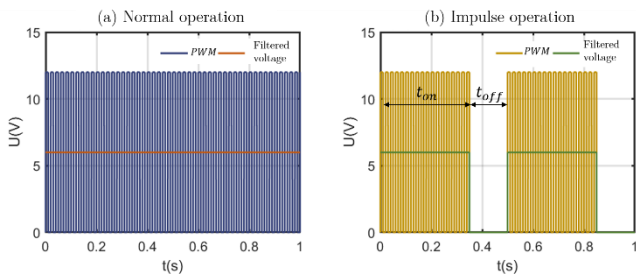 (a) Normal operation
15
10
5
0
U(V)
PWM
Filtered
voltage
0 0.2 0.4 0.6 0.8 1
t(s)
(b) Impulse operation
15
10
5
0
U(V)
PWM
Filtered
voltage
t_on
t_off
0 0.2 0.4 0.6 0.8 1
t(s)